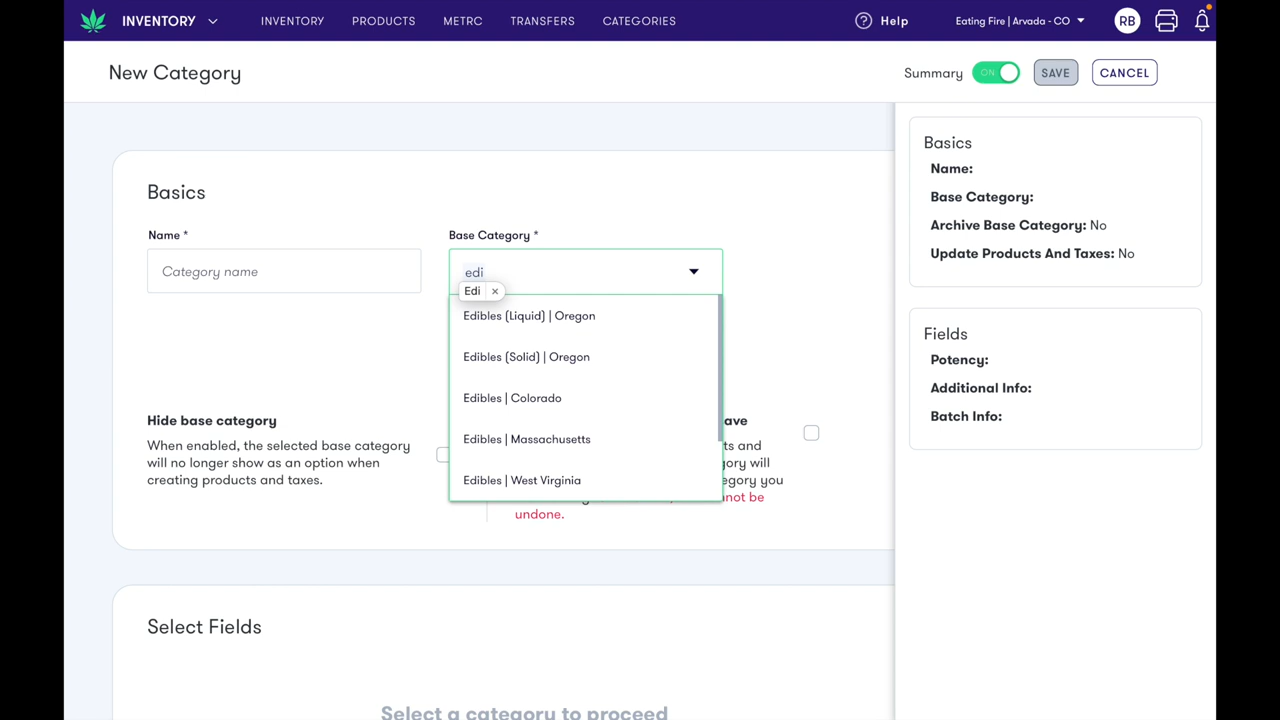 INVENTORY
INVENTORY
PRODUCTS
METRC
TRANSFERS
CATEGORIES
Help
Eating Fire | Arvada - CO
RB
New Category
Summary
ON
SAVE
CANCEL
Basics
Name *
Category name
Base Category *
edi
Edi ×
Edibles (Liquid) | Oregon
Edibles (Solid) | Oregon
Edibles | Colorado
Edibles | Massachusetts
Edibles | West Virginia
Hide base category
When enabled, the selected base category
will no longer show as an option when
creating products and taxes.
ave
ts and
gory will
egory you
not be
undone.
Select Fields
Select a category to proceed
Basics
Name:
Base Category:
Archive Base Category: No
Update Products And Taxes: No
Fields
Potency:
Additional Info:
Batch Info: